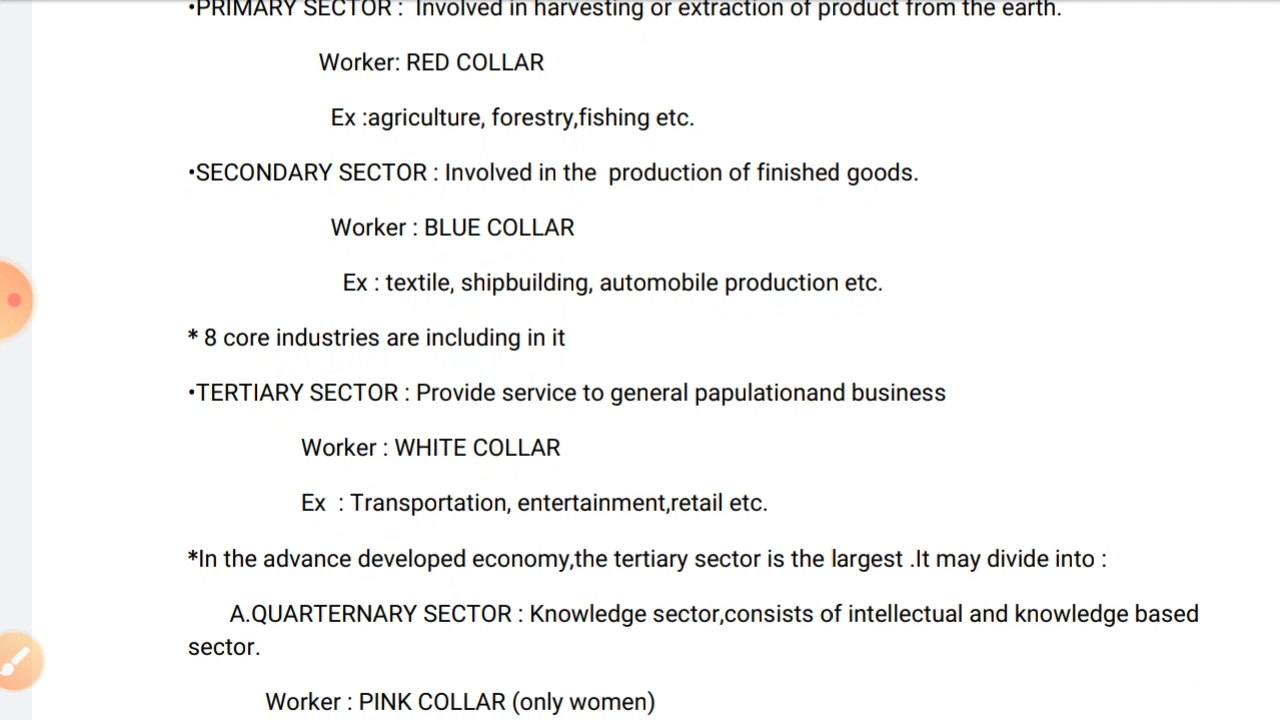 •PRIMARY SECTOR : Involved in harvesting or extraction of product from the earth.
Worker: RED COLLAR
Ex :agriculture, forestry,fishing etc.
•SECONDARY SECTOR : Involved in the production of finished goods.
Worker : BLUE COLLAR
Ex : textile, shipbuilding, automobile production etc.
* 8 core industries are including in it
•TERTIARY SECTOR : Provide service to general papulationand business
Worker : WHITE COLLAR
Ex : Transportation, entertainment,retail etc.
*In the advance developed economy,the tertiary sector is the largest .It may divide into :
A.QUARTERNARY SECTOR : Knowledge sector,consists of intellectual and knowledge based
sector.
Worker : PINK COLLAR (only women)